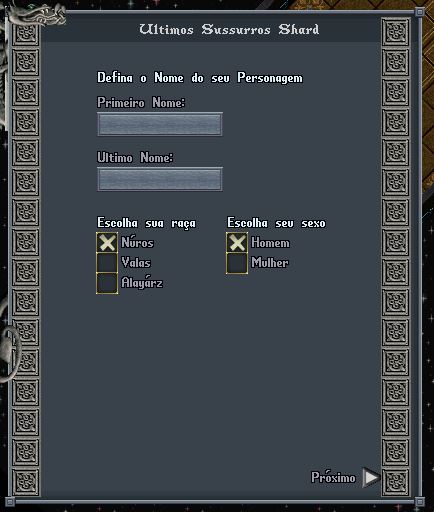 Ultimos Sussurros Shard
Defina o Nome do seu Personagem
Primeiro Nome:
Ultimo Nome:
Escolha sua raça Escolha seu sexo
Núros Homem
Valas Mulher
Alayárz
Próximo